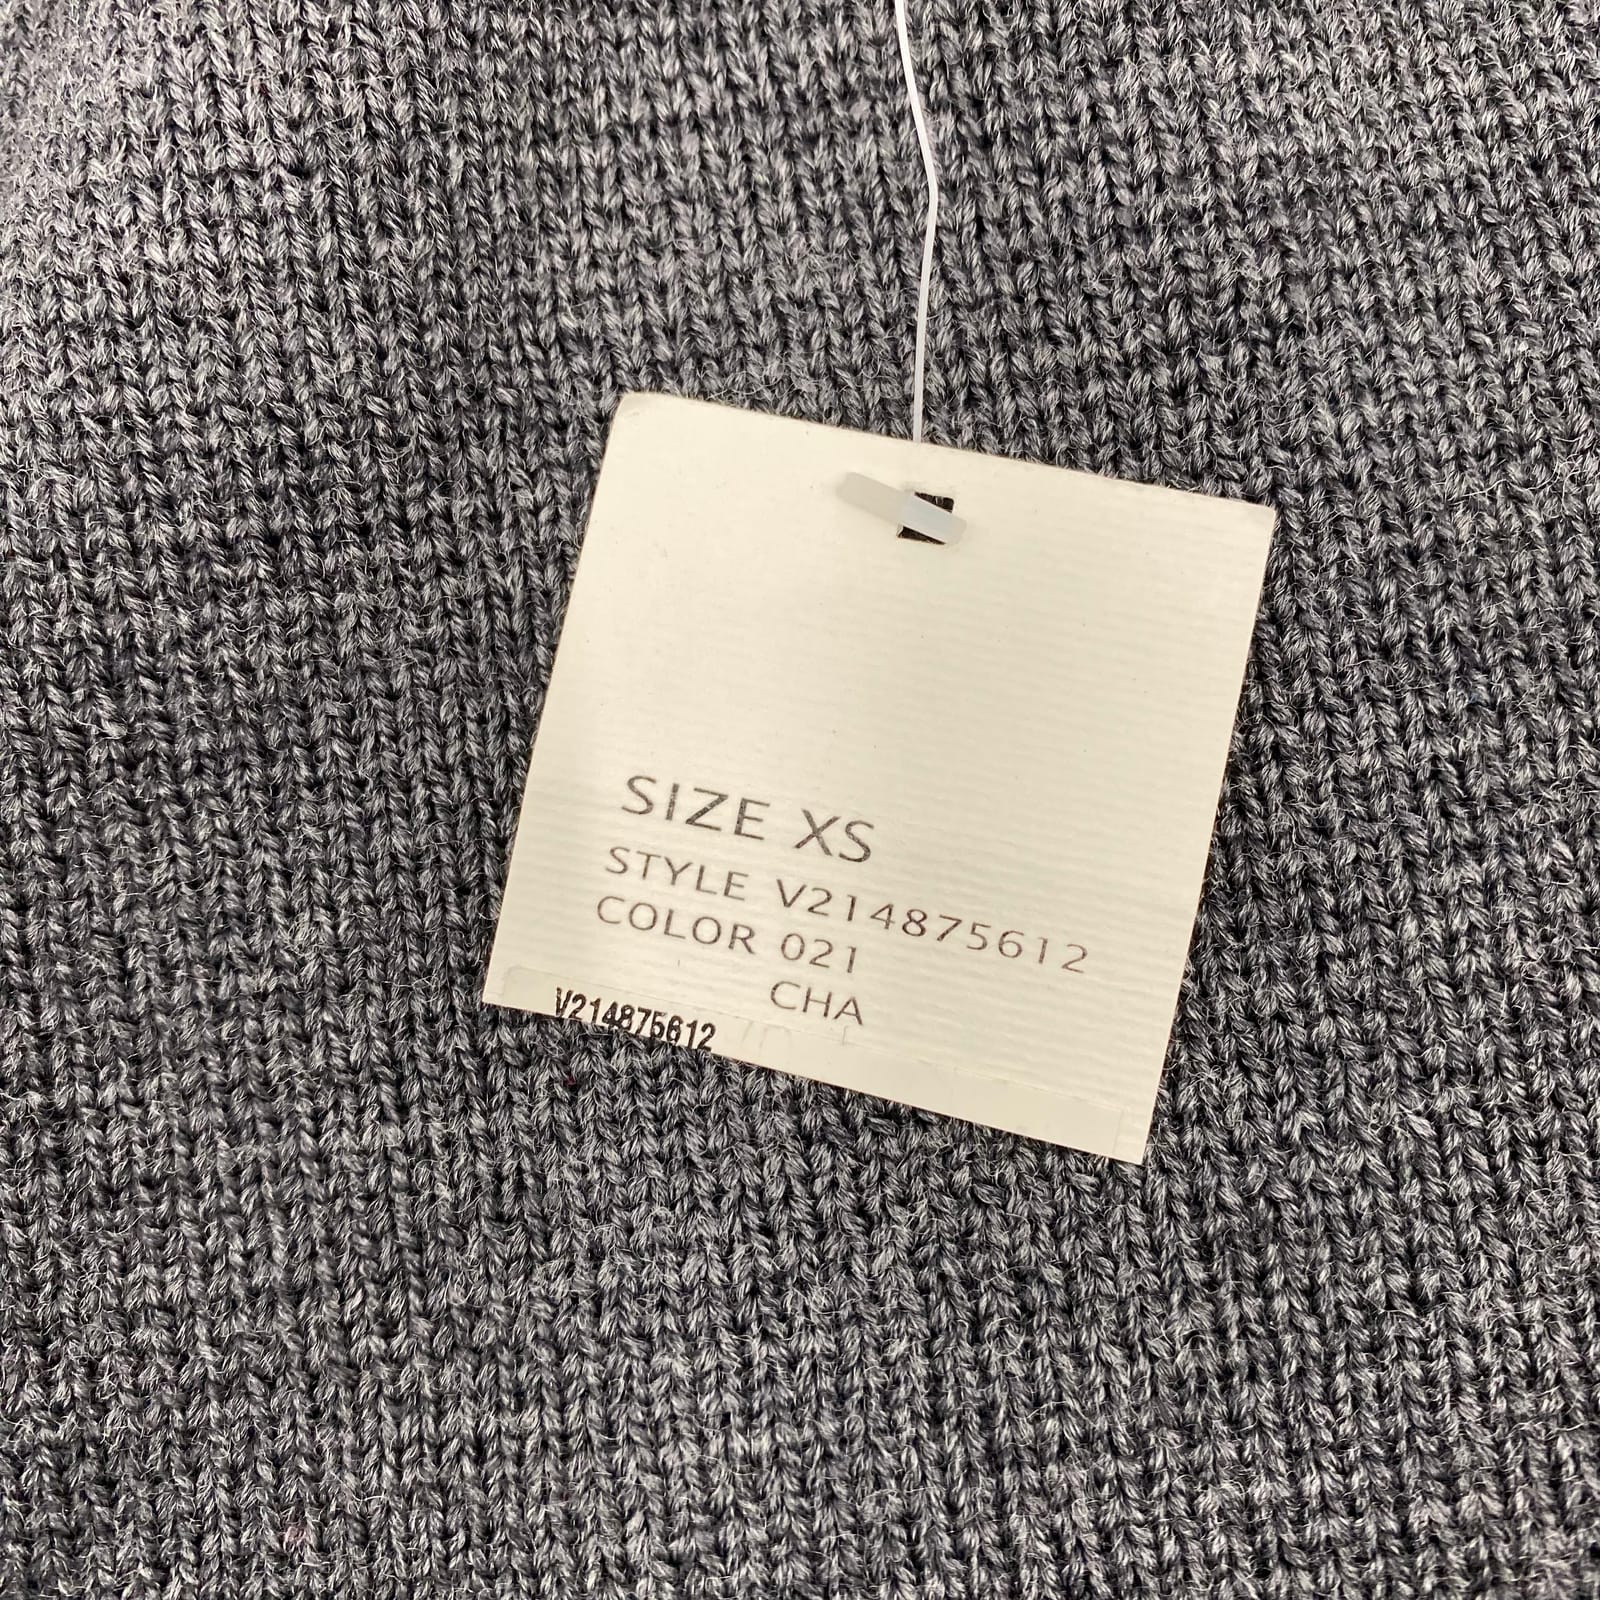 SIZE XS
STYLE V214875612
COLOR 021
CHA
V214875612